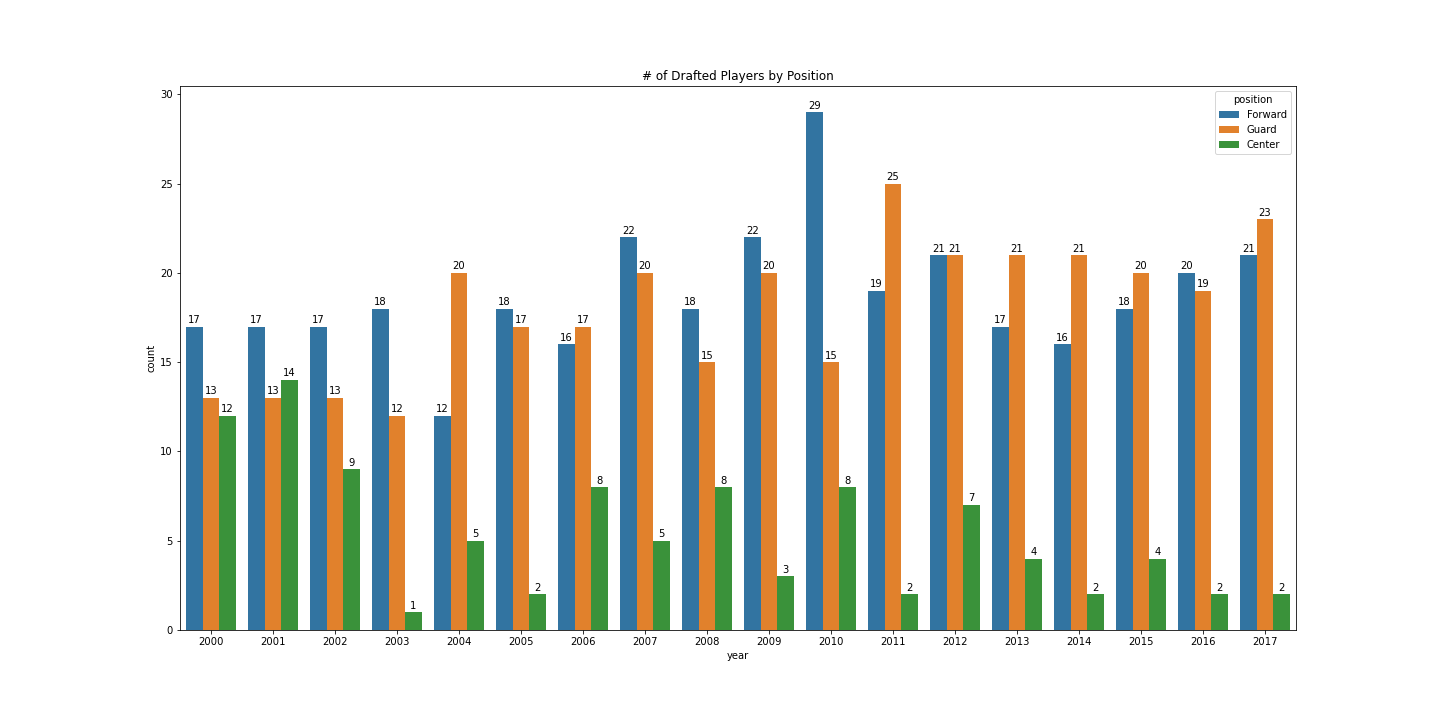 # of Drafted Players by Position
position
Forward
Guard
Center
count
30
25
20
15
10
5
0
17 13 12
17 13 14
17 13 9
18 12 1
12 20 5
18 17 2
16 17 8
22 20 5
18 15 8
22 20 3
29 15 8
19 25 2
21 21 7
17 21 4
16 21 2
18 20 4
20 19 2
21 23 2
2000 2001 2002 2003 2004 2005 2006 2007 2008 2009 2010 2011 2012 2013 2014 2015 2016 2017
year